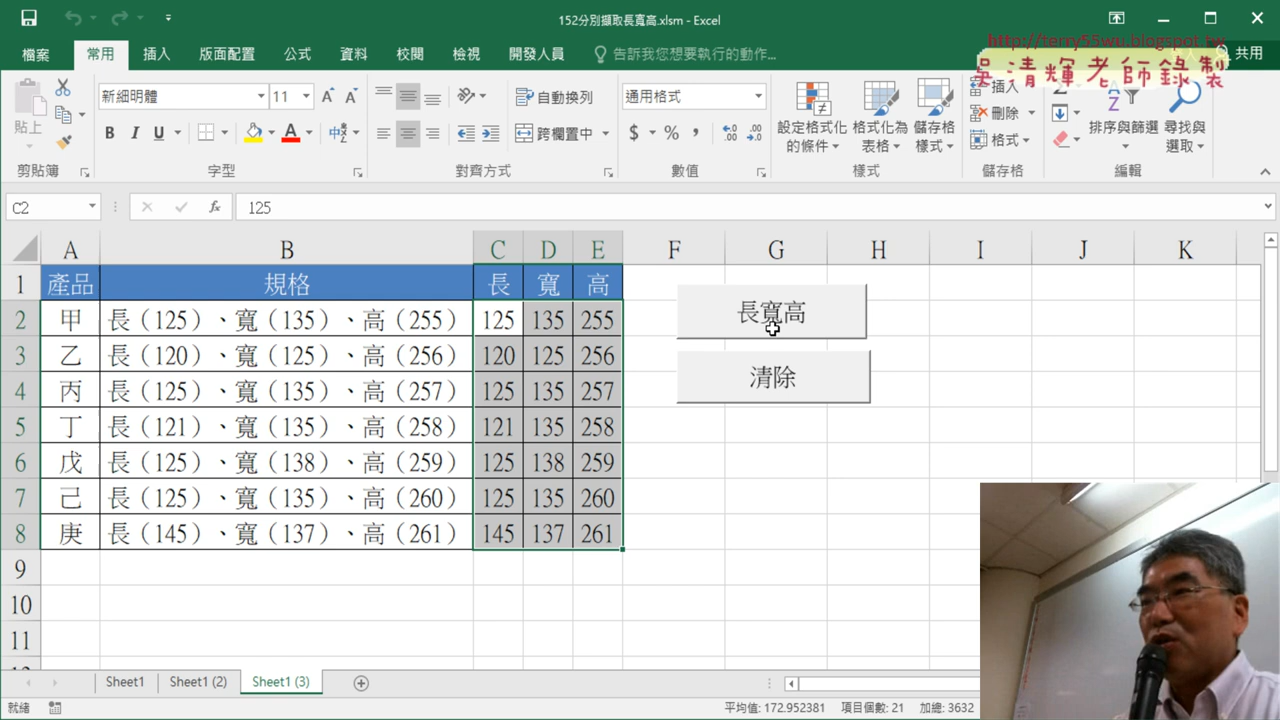 152分別擷取長寬高.xlsm - Excel
http://terry55wu.blogspot.tw
吳清輝老師錄製
檔案 常用 插入 版面配置 公式 資料 校閱 檢視 開發人員 告訴我您想要執行的動作... 共用
貼上 新細明體 11 自動換列 通用格式 設定格式化的條件 格式化為表格 儲存格樣式 插入 排序與篩選 尋找與選取
B I U A 中 跨欄置中 $ % , 刪除
格式
剪貼簿 字型 對齊方式 數值 樣式 儲存格 編輯
C2 fx 125
A B C D E F G H I J K
1 產品 規格 長 寬 高
2 甲 長（125）、寬（135）、高（255） 125 135 255 長寬高
3 乙 長（120）、寬（125）、高（256） 120 125 256
清除
4 丙 長（125）、寬（135）、高（257） 125 135 257
5 丁 長（121）、寬（135）、高（258） 121 135 258
6 戊 長（125）、寬（138）、高（259） 125 138 259
7 己 長（125）、寬（135）、高（260） 125 135 260
8 庚 長（145）、寬（137）、高（261） 145 137 261
9
10
11
Sheet1 Sheet1 (2) Sheet1 (3)
就緒 平均值: 172.952381 項目個數: 21 加總: 3632